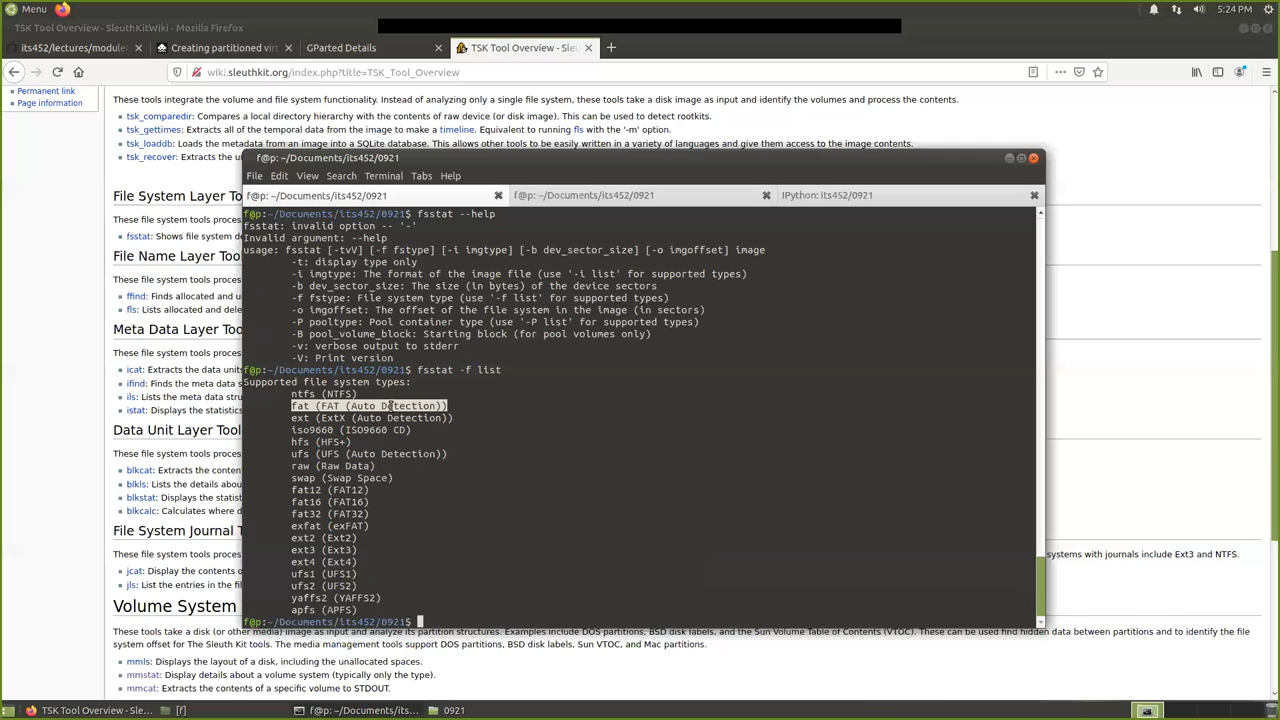 Menu
5:24 PM
TSK Tool Overview - SleuthKitWiki - Mozilla Firefox
its452/lectures/module
Creating partitioned virt
GParted Details
TSK Tool Overview - Sle
wiki.sleuthkit.org/index.php?title=TSK_Tool_Overview
Permanent link
Page information
These tools integrate the volume and file system functionality. Instead of analyzing only a single file system, these tools take a disk image as input and identify the volumes and process the contents.
tsk_comparedir: Compares a local directory hierarchy with the contents of raw device (or disk image). This can be used to detect rootkits.
tsk_gettimes: Extracts all of the temporal data from the image to make a timeline. Equivalent to running fls with the '-m' option.
tsk_loaddb: Loads the metadata from an image into a SQLite database. This allows other tools to be easily written in a variety of languages and give them access to the image contents.
tsk_recover: Extracts the u
File System Layer To
These file system tools proces
fsstat: Shows file system de
File Name Layer Tool
These file system tools proces
ffind: Finds allocated and u
fls: Lists allocated and dele
Meta Data Layer Too
These file system tools proces
icat: Extracts the data units
ifind: Finds the meta data s
ils: Lists the meta data stru
istat: Displays the statistics
Data Unit Layer Tool
These file system tools proces
blkcat: Extracts the content
blkls: Lists the details about
blkstat: Displays the statist
blkcalc: Calculates where d
File System Journal T
These file system tools proces
systems with journals include Ext3 and NTFS.
jcat: Display the contents o
jls: List the entries in the fil
Volume System
These tools take a disk (or other media) image as input and analyze its partition structures. Examples include DOS partitions, BSD disk labels, and the Sun Volume Table of Contents (VTOC). These can be used find hidden data between partitions and to identify the file
system offset for The Sleuth Kit tools. The media management tools support DOS partitions, BSD disk labels, Sun VTOC, and Mac partitions.
mmls: Displays the layout of a disk, including the unallocated spaces.
mmstat: Display details about a volume system (typically only the type).
mmcat: Extracts the contents of a specific volume to STDOUT.
f@p: ~/Documents/its452/0921
File Edit View Search Terminal Tabs Help
f@p: ~/Documents/its452/0921
f@p: ~/Documents/its452/0921
IPython: its452/0921
f@p:~/Documents/its452/0921$ fsstat --help
fsstat: invalid option -- '-'
Invalid argument: --help
usage: fsstat [-tvV] [-f fstype] [-i imgtype] [-b dev_sector_size] [-o imgoffset] image
-t: display type only
-i imgtype: The format of the image file (use '-i list' for supported types)
-b dev_sector_size: The size (in bytes) of the device sectors
-f fstype: File system type (use '-f list' for supported types)
-o imgoffset: The offset of the file system in the image (in sectors)
-P pooltype: Pool container type (use '-P list' for supported types)
-B pool_volume_block: Starting block (for pool volumes only)
-v: verbose output to stderr
-V: Print version
f@p:~/Documents/its452/0921$ fsstat -f list
Supported file system types:
ntfs (NTFS)
fat (FAT (Auto Detection))
ext (ExtX (Auto Detection))
iso9660 (ISO9660 CD)
hfs (HFS+)
ufs (UFS (Auto Detection))
raw (Raw Data)
swap (Swap Space)
fat12 (FAT12)
fat16 (FAT16)
fat32 (FAT32)
exfat (exFAT)
ext2 (Ext2)
ext3 (Ext3)
ext4 (Ext4)
ufs1 (UFS1)
ufs2 (UFS2)
yaffs2 (YAFFS2)
apfs (APFS)
f@p:~/Documents/its452/0921$
TSK Tool Overview - S...
[f]
f@p: ~/Documents/its...
0921